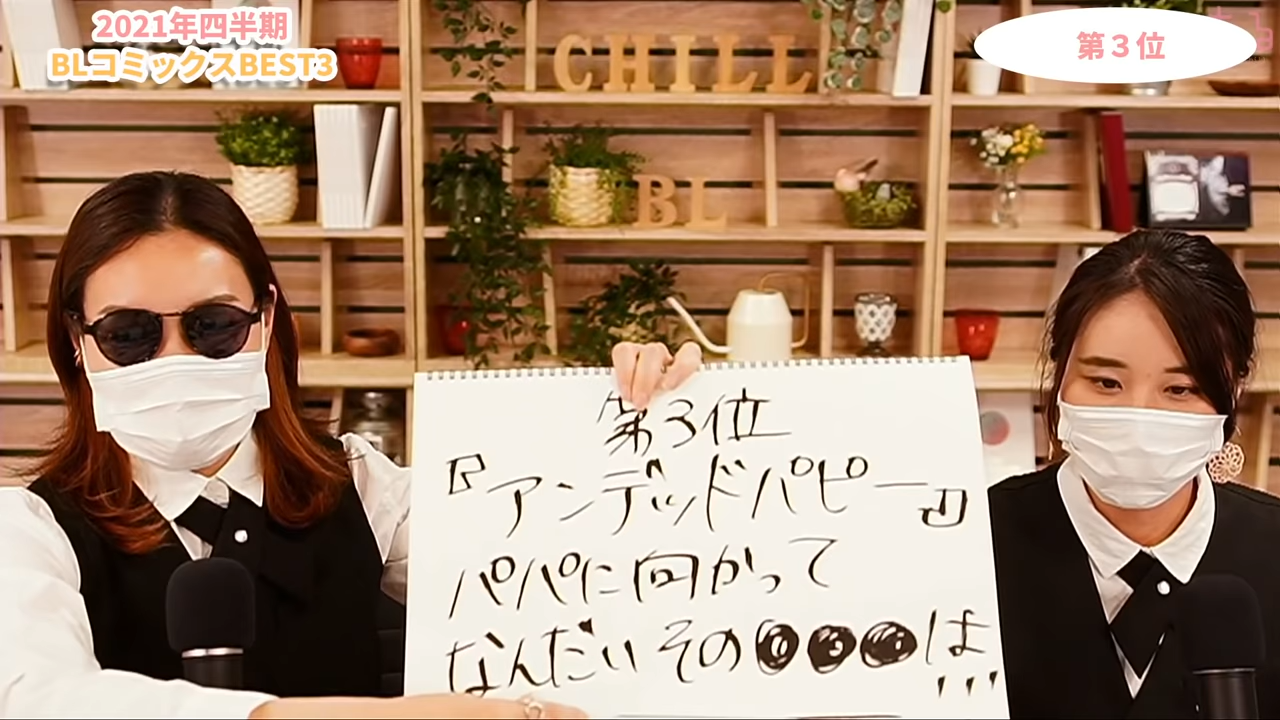 2021年四半期
BLコミックスBEST3
第3位
CHILL
BL
第3位
『アンデッドパピー』
パパに向かって
なんだいその●●●は、、、